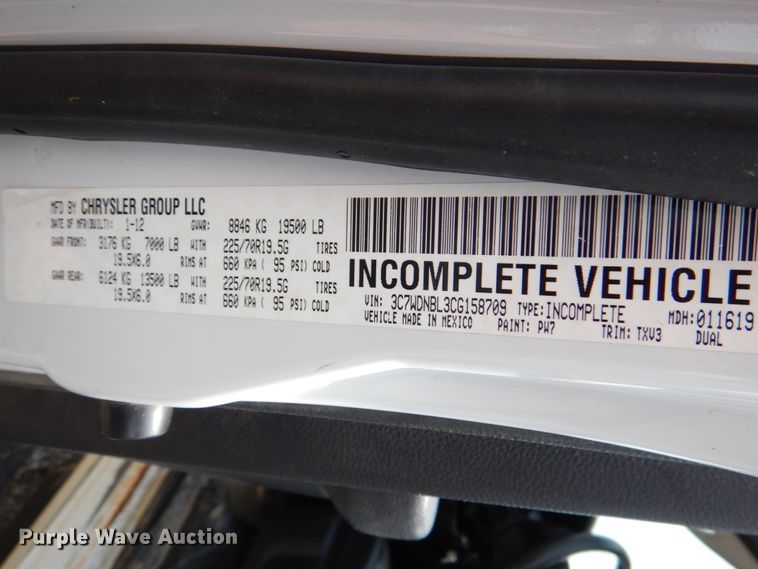 MFD BY CHRYSLER GROUP LLC
DATE OF MFR(BUILT): 1-12 GVWR: 8846 KG 19500 LB
GAWR FRONT: 3176 KG 7000 LB WITH 225/70R19.5G TIRES
19.5X6.0 RIMS AT 660 KPA ( 95 PSI) COLD
GAWR REAR: 6124 KG 13500 LB WITH 225/70R19.5G TIRES
19.5X6.0 RIMS AT 660 KPA ( 95 PSI) COLD
INCOMPLETE VEHICLE
VIN: 3C7WDNBL3CG158709 TYPE: INCOMPLETE MDH: 011619
VEHICLE MADE IN MEXICO PAINT: PW7 TRIM: TXV3 DUAL
Purple Wave Auction